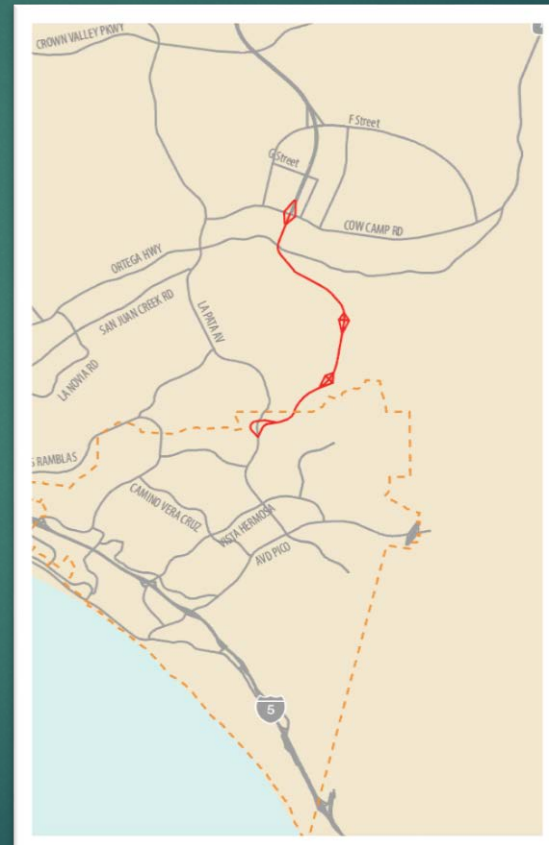 CROWN VALLEY PKWY
F Street
G Street
COW CAMP RD
ORTEGA HWY
SAN JUAN CREEK RD
LA PATA AV
LA NOVIA RD
S RAMBLAS
CAMINO VERA CRUZ
VISTA HERMOSA
AVD PICO
5